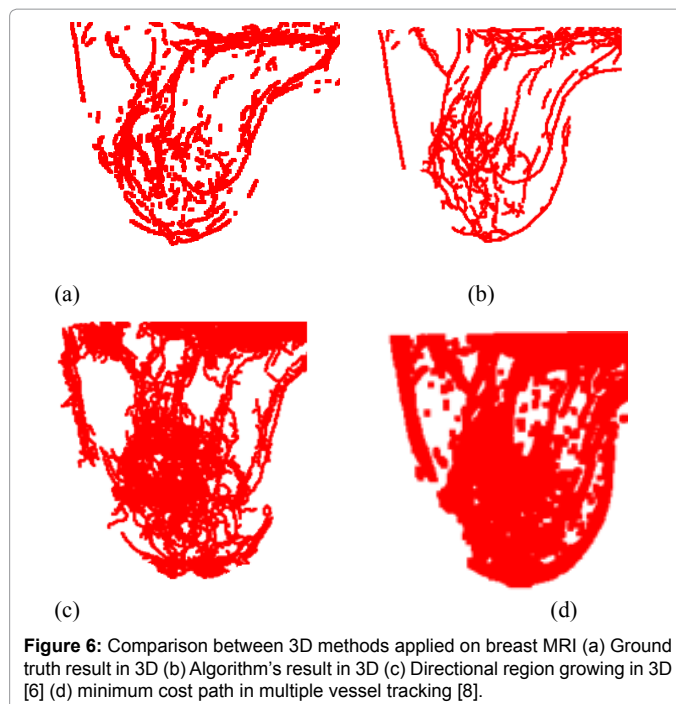 (a)
(b)
(c)
(d)
Figure 6: Comparison between 3D methods applied on breast MRI (a) Ground
truth result in 3D (b) Algorithm's result in 3D (c) Directional region growing in 3D
[6] (d) minimum cost path in multiple vessel tracking [8].